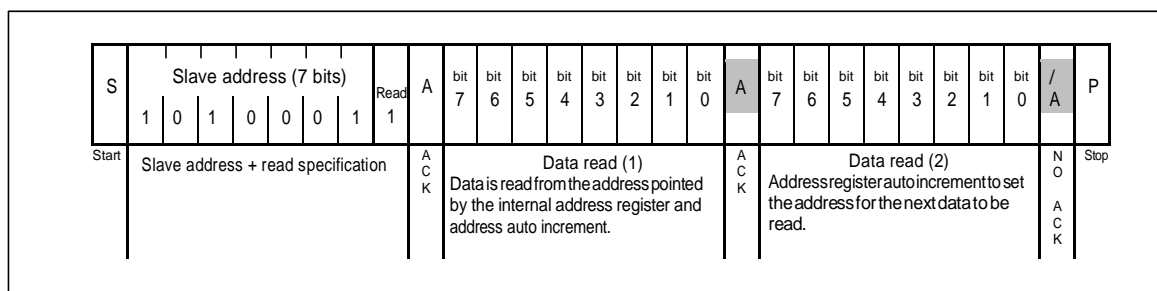 S Slave address (7 bits) Read A bit bit bit bit bit bit bit bit A bit bit bit bit bit bit bit bit / A P
1 0 1 0 0 0 1 1 7 6 5 4 3 2 1 0 7 6 5 4 3 2 1 0
Start Slave address + read specification ACK Data read (1) ACK Data read (2) NO ACK Stop
Data is read from the address pointed
by the internal address register and
address auto increment.
Address register auto increment to set
the address for the next data to be
read.